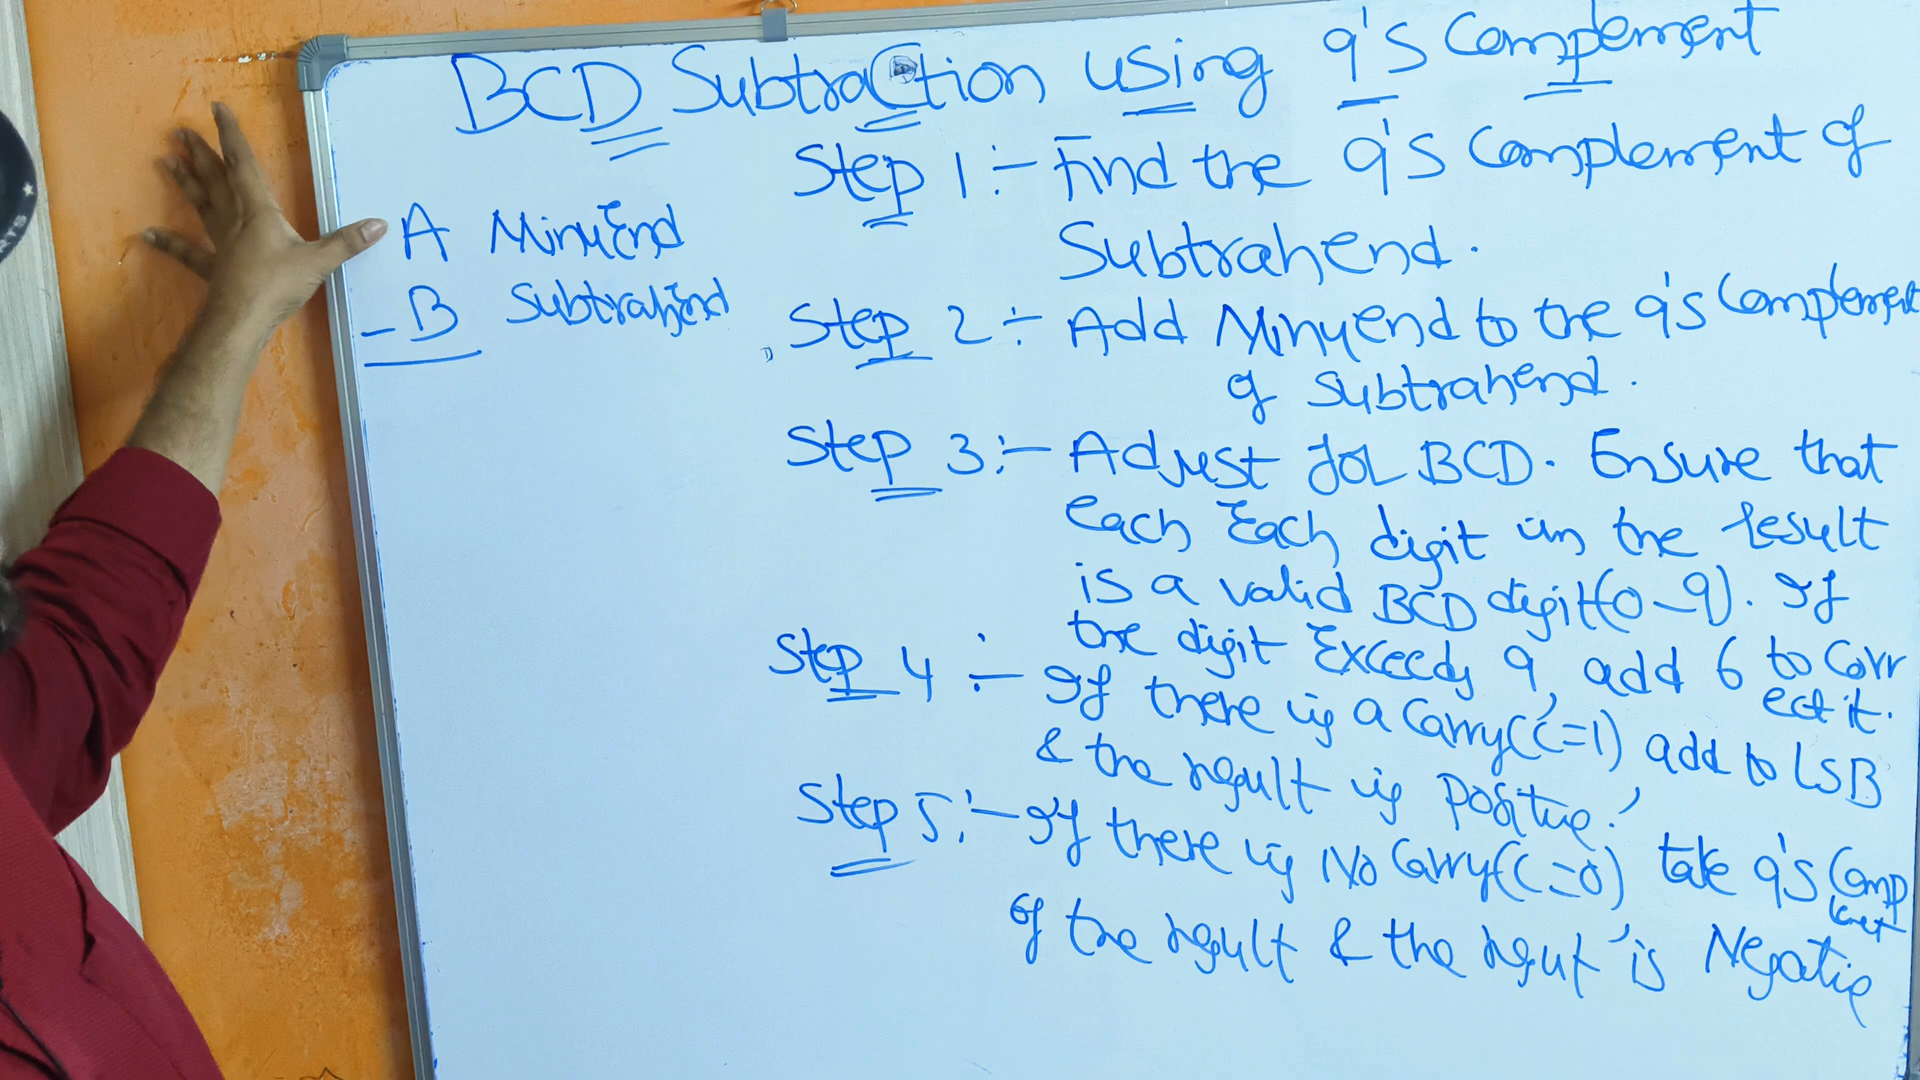 BCD Subtraction using 9's Complement
Step 1 :- Find the 9's Complement of
Subtrahend.
A MinuEnd
- B SubtrahEnd
Step 2 :- Add Minuend to the 9's Complement
of Subtrahend.
Step 3 :- Adjust for BCD. Ensure that
each Each digit in the result
is a valid BCD digit (0-9). If
the digit Exceeds 9, add 6 to Corr
ect it.
Step 4 :- If there is a Carry (C=1) add to LSB
& the result is Positive.
Step 5 :- If there is No Carry (C=0) take 9's Comp
lement
of the result & the result is Negative